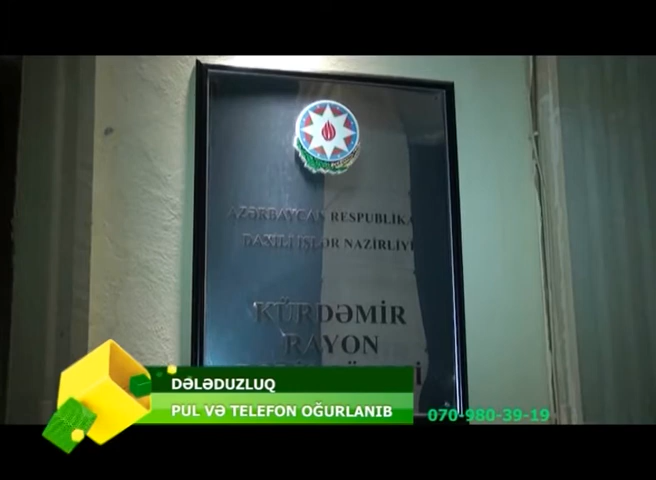 AZƏRBAYCAN RESPUBLİKA
DAXİLİ İŞLƏR NAZİRLİYİ
KÜRDƏMİR
RAYON
DƏLƏDUZLUQ
PUL VƏ TELEFON OĞURLANIB
070-980-39-19